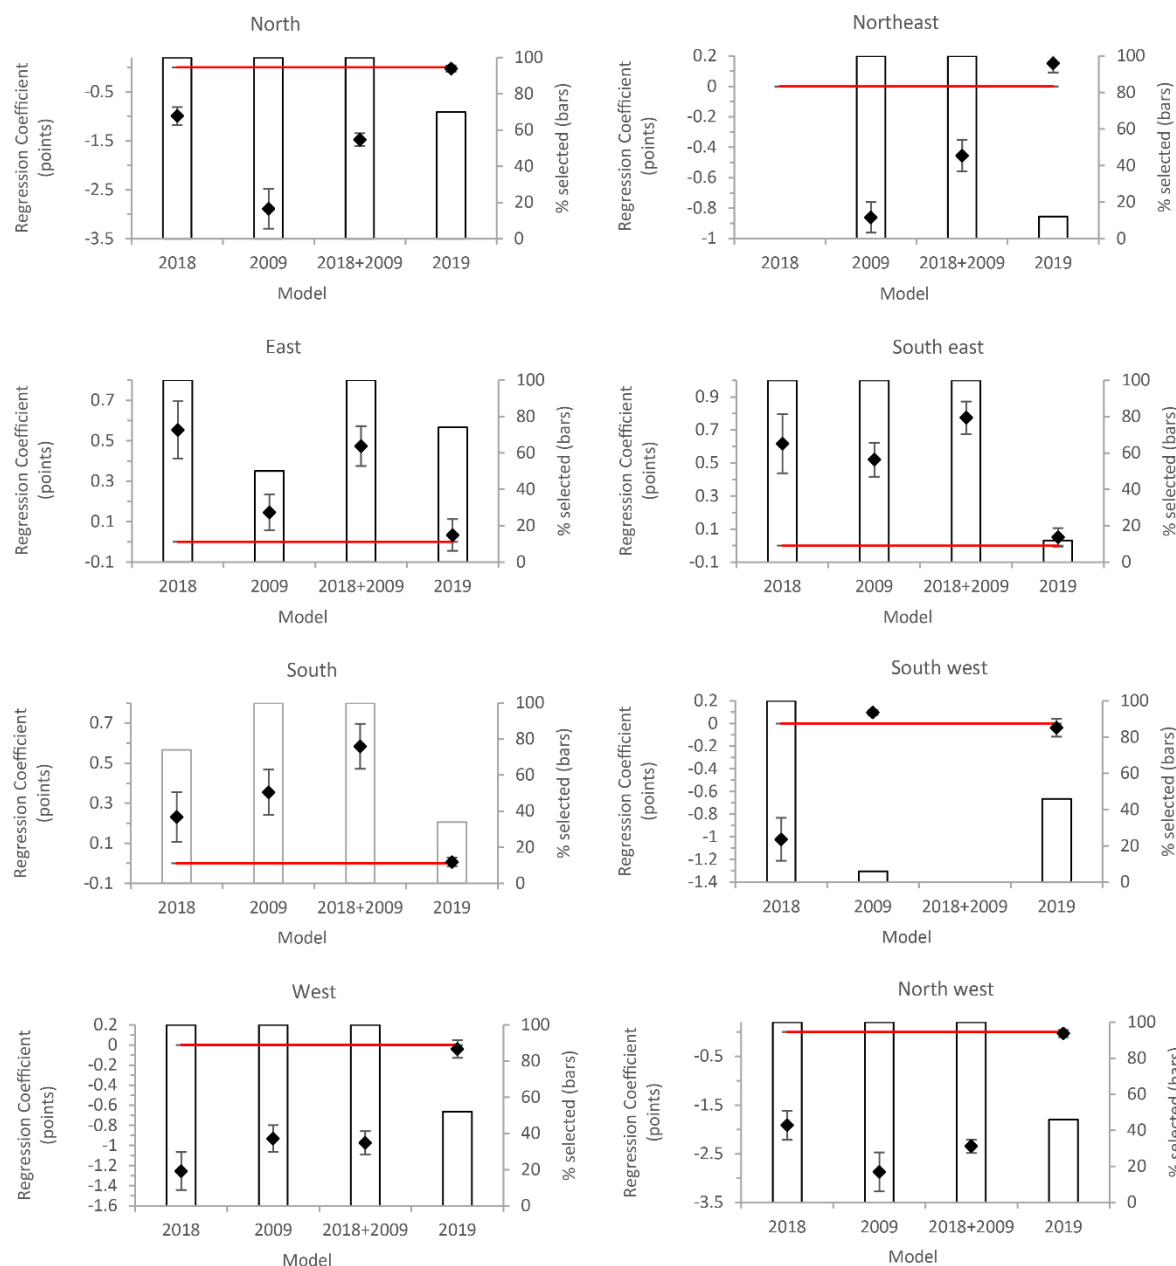 North
Regression Coefficient
(points)
-0.5
-1.5
-2.5
-3.5
100
80
60
40
20
0
% selected (bars)
2018 2009 2018+2009 2019
Model
Northeast
Regression Coefficient
(points)
0.2
0
-0.2
-0.4
-0.6
-0.8
-1
100
80
60
40
20
0
% selected (bars)
2018 2009 2018+2009 2019
Model
East
Regression Coefficient
(points)
0.7
0.5
0.3
0.1
-0.1
100
80
60
40
20
0
% selected (bars)
2018 2009 2018+2009 2019
Model
South east
Regression Coefficient
(points)
0.9
0.7
0.5
0.3
0.1
-0.1
100
80
60
40
20
0
% selected (bars)
2018 2009 2018+2009 2019
Model
South
Regression Coefficient
(points)
0.7
0.5
0.3
0.1
-0.1
100
80
60
40
20
0
% selected (bars)
2018 2009 2018+2009 2019
Model
South west
Regression Coefficient
(points)
0.2
0
-0.2
-0.4
-0.6
-0.8
-1
-1.2
-1.4
100
80
60
40
20
0
% selected (bars)
2018 2009 2018+2009 2019
Model
West
Regression Coefficient
(points)
0.2
0
-0.2
-0.4
-0.6
-0.8
-1
-1.2
-1.4
-1.6
100
80
60
40
20
0
% selected (bars)
2018 2009 2018+2009 2019
Model
North west
Regression Coefficient
(points)
-0.5
-1.5
-2.5
-3.5
100
80
60
40
20
0
% selected (bars)
2018 2009 2018+2009 2019
Model